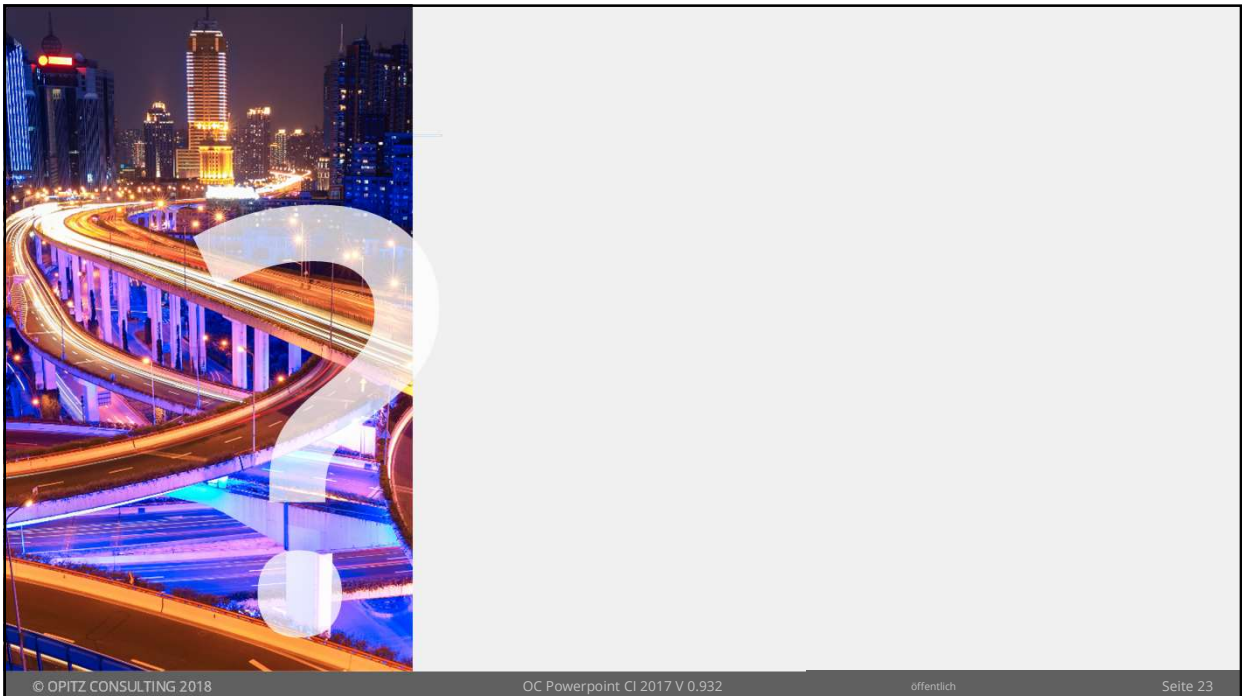 ?
© OPITZ CONSULTING 2018
OC Powerpoint CI 2017 V 0.932
öffentlich
Seite 23